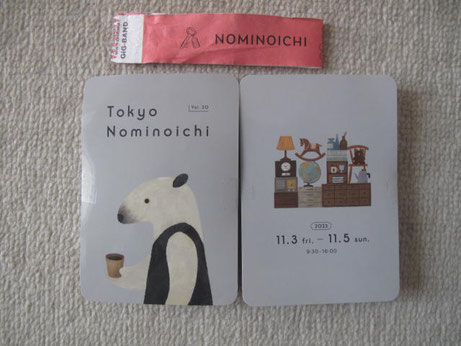 GIG-BAND
NOMINOICHI
Tokyo Vol. 20
Nominoichi
2023
11.3 fri. — 11.5 sun.
9:30-16:00